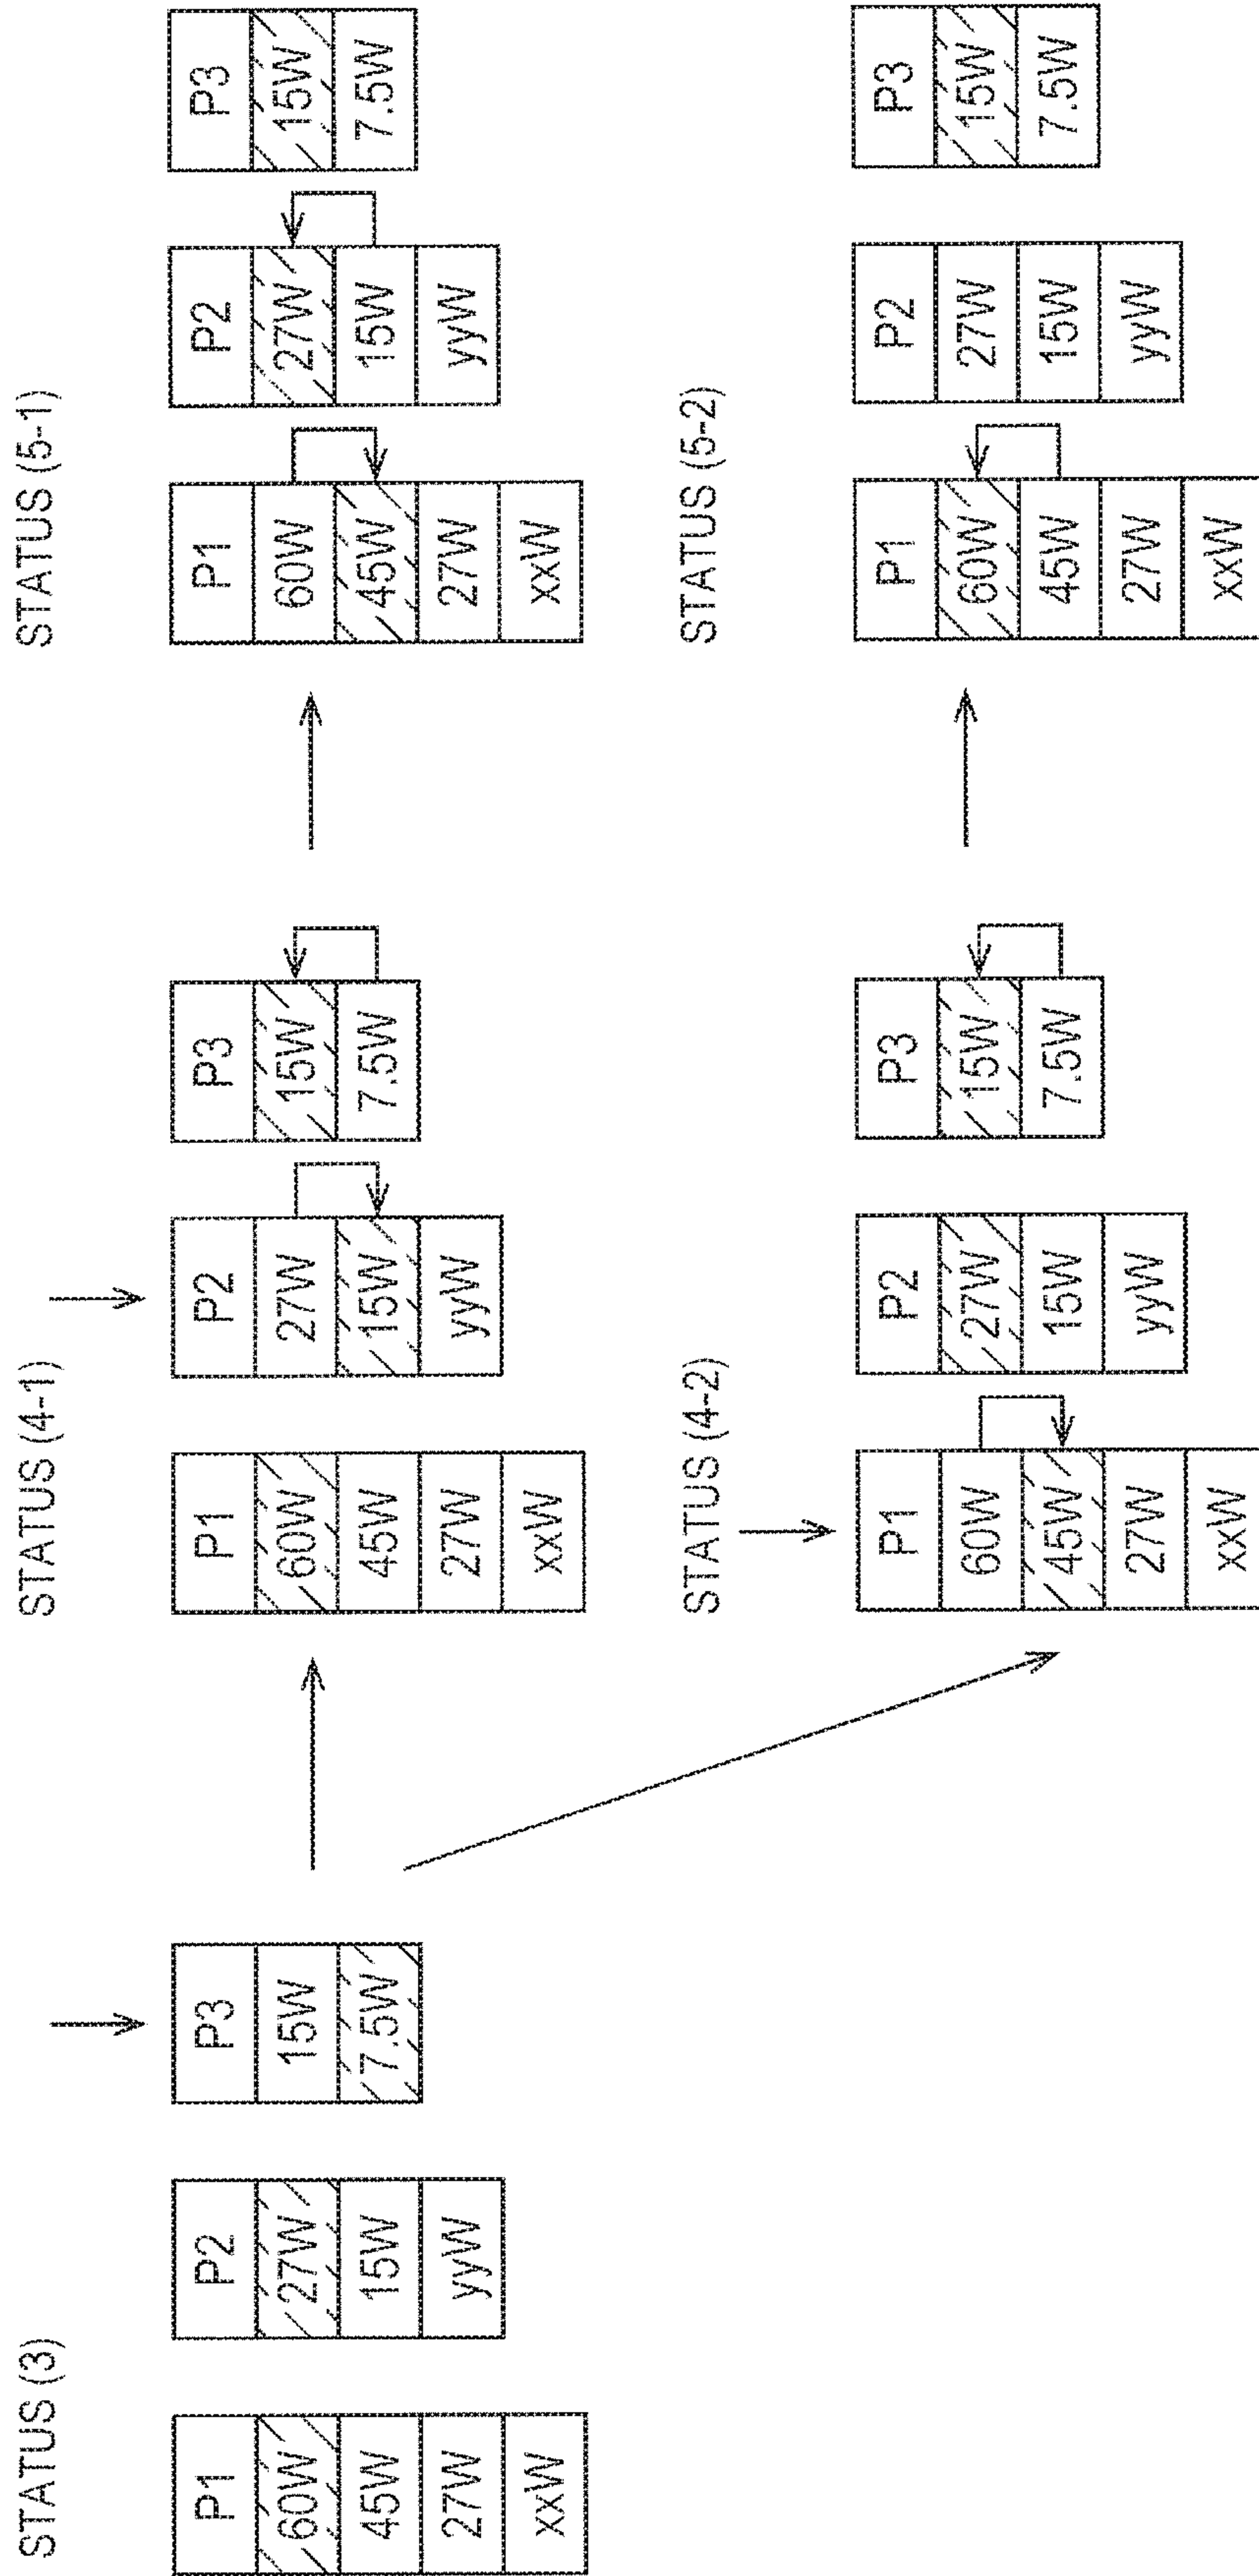 STATUS (3)
P1
60W
45W
27W
xxW
P2
27W
15W
yyW
P3
15W
7.5W
STATUS (4-1)
P1
60W
45W
27W
xxW
P2
27W
15W
yyW
P3
15W
7.5W
STATUS (5-1)
P1
60W
45W
27W
xxW
P2
27W
15W
yyW
P3
15W
7.5W
STATUS (4-2)
P1
60W
45W
27W
xxW
P2
27W
15W
yyW
P3
15W
7.5W
STATUS (5-2)
P1
60W
45W
27W
xxW
P2
27W
15W
yyW
P3
15W
7.5W